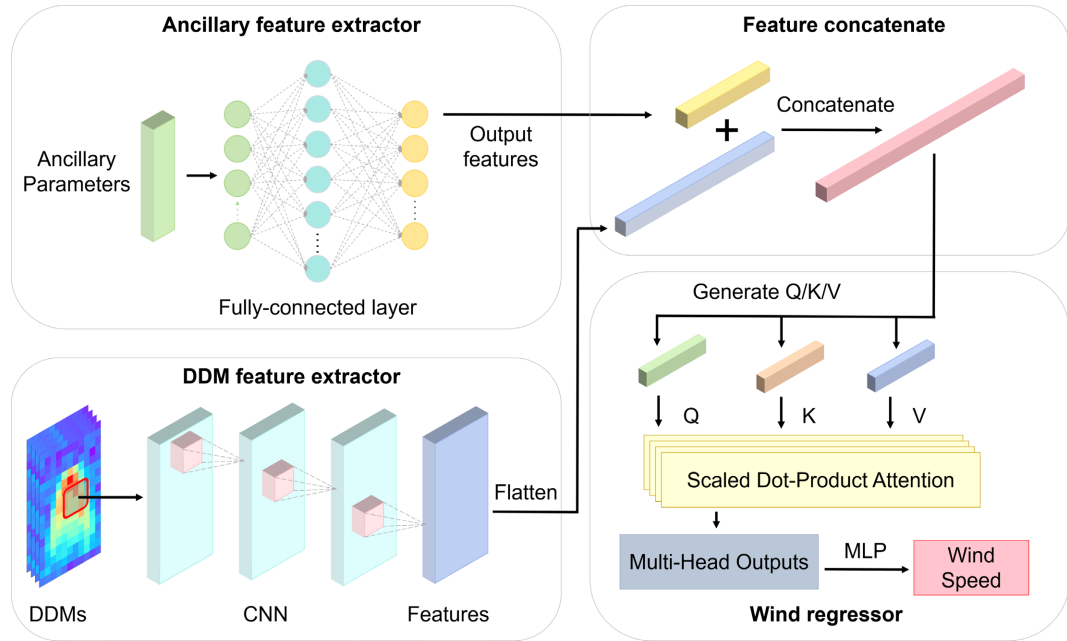 Ancillary feature extractor
Ancillary
Parameters
Output
features
Fully-connected layer
Feature concatenate
+
Concatenate
DDM feature extractor
Flatten
DDMs
CNN
Features
Generate Q/K/V
Q
K
V
Scaled Dot-Product Attention
Multi-Head Outputs
MLP
Wind
Speed
Wind regressor